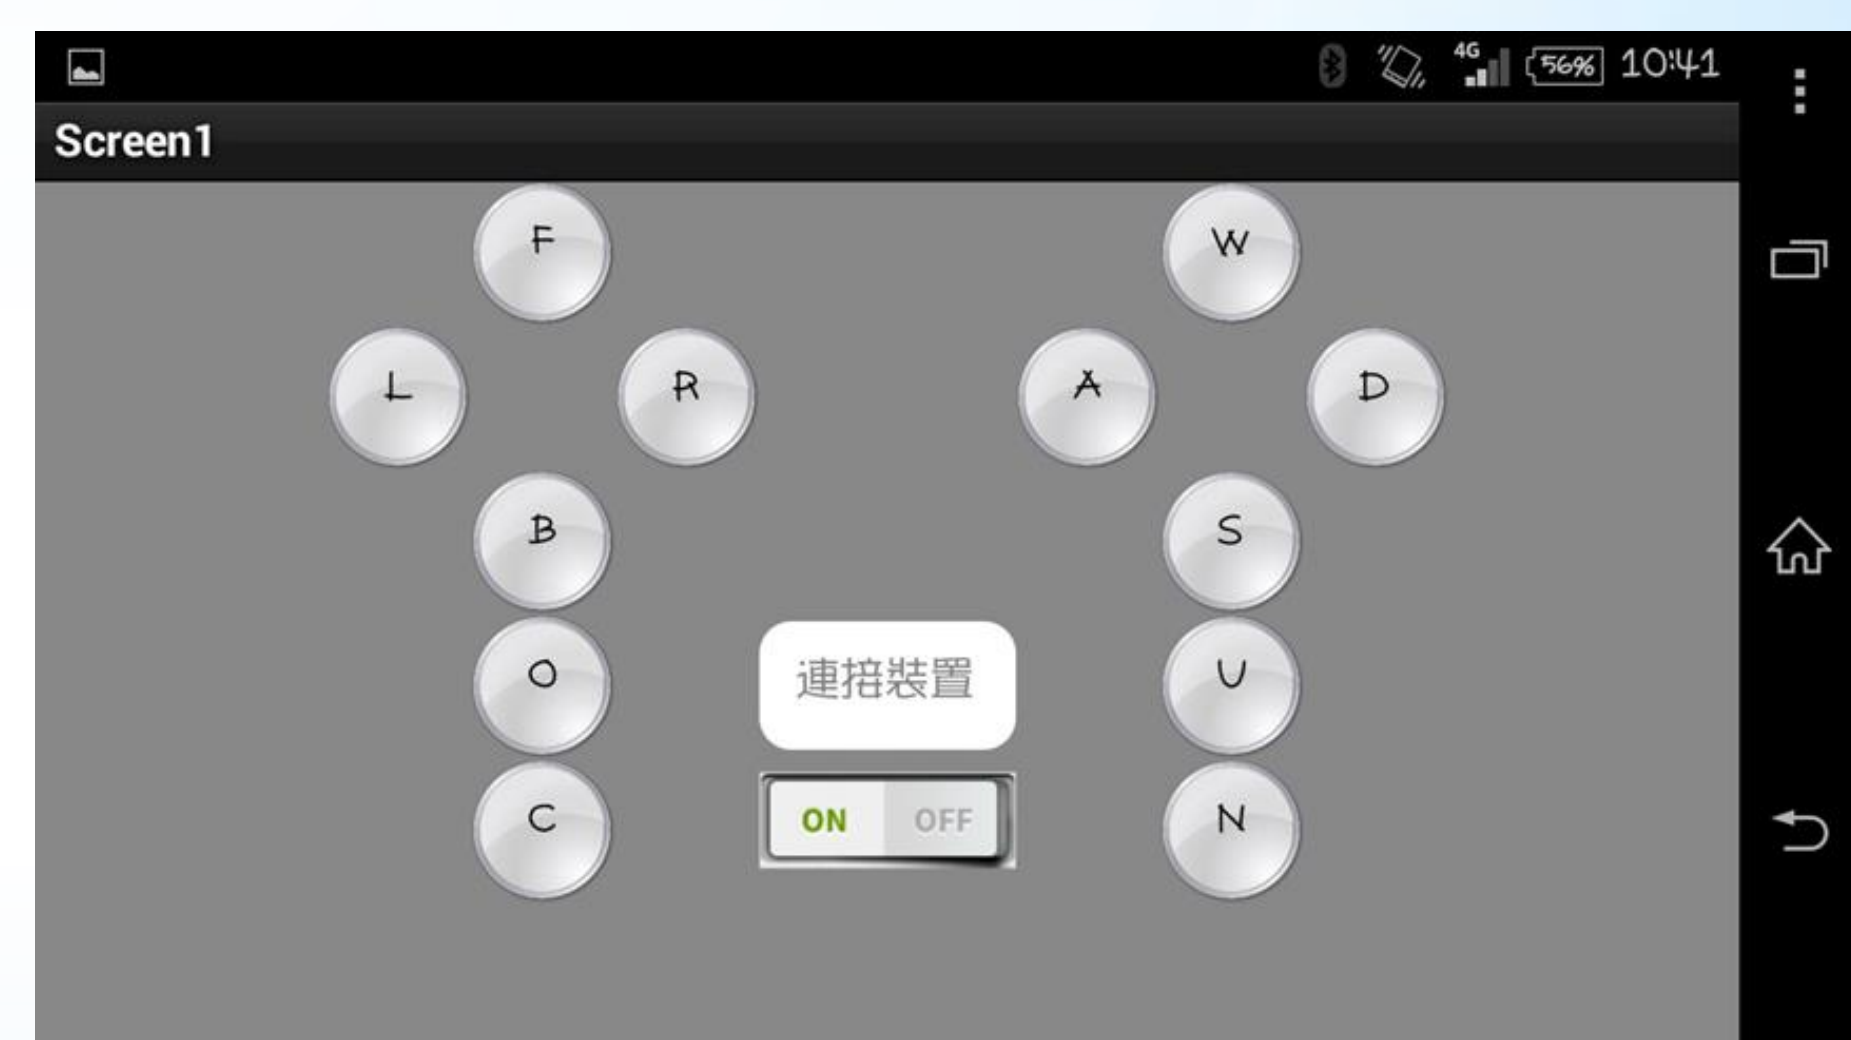 4G 56% 10:41
Screen1
F W
L R A D
B S
O 連接裝置 U
C ON OFF N